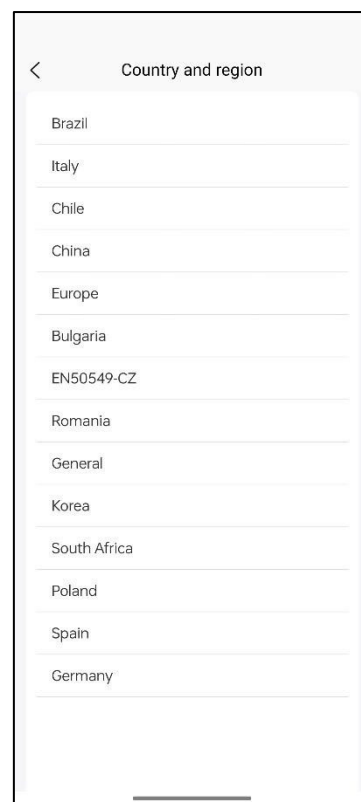 Country and region
Brazil
Italy
Chile
China
Europe
Bulgaria
EN50549-CZ
Romania
General
Korea
South Africa
Poland
Spain
Germany